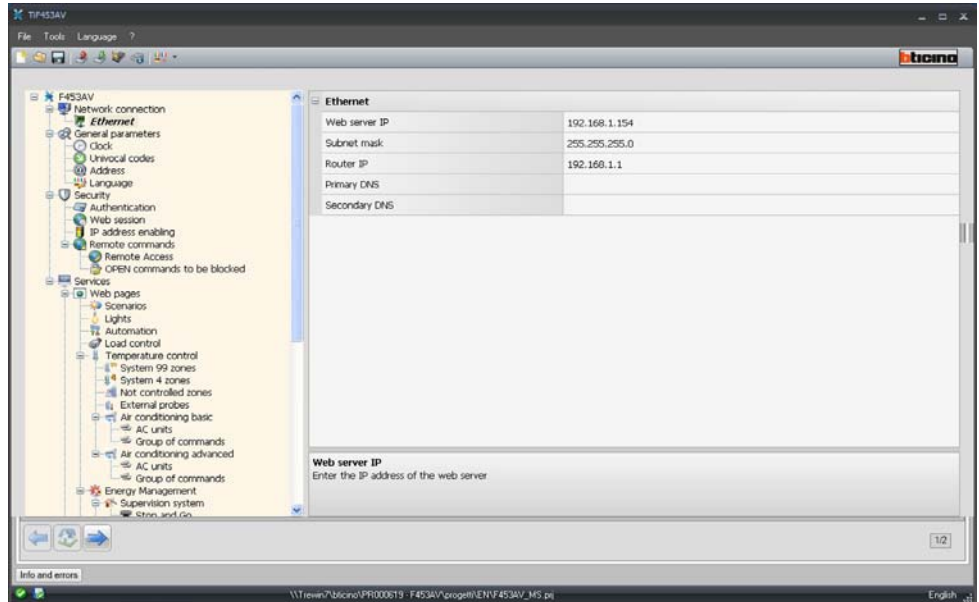 TiF453AV
File Tools Language ?
bticino
F453AV
Network connection
Ethernet
General parameters
Clock
Univocal codes
Address
Language
Security
Authentication
Web session
IP address enabling
Remote commands
Remote Access
OPEN commands to be blocked
Services
Web pages
Scenarios
Lights
Automation
Load control
Temperature control
System 99 zones
System 4 zones
Not controlled zones
External probes
Air conditioning basic
AC units
Group of commands
Air conditioning advanced
AC units
Group of commands
Energy Management
Supervision system
Stop and Go
Ethernet
Web server IP 192.168.1.154
Subnet mask 255.255.255.0
Router IP 192.168.1.1
Primary DNS
Secondary DNS
Web server IP
Enter the IP address of the web server
1/2
Info and errors
\\Trewin7\bticino\PR000619 - F453AV\progetti\EN\F453AV_MS.prj
English